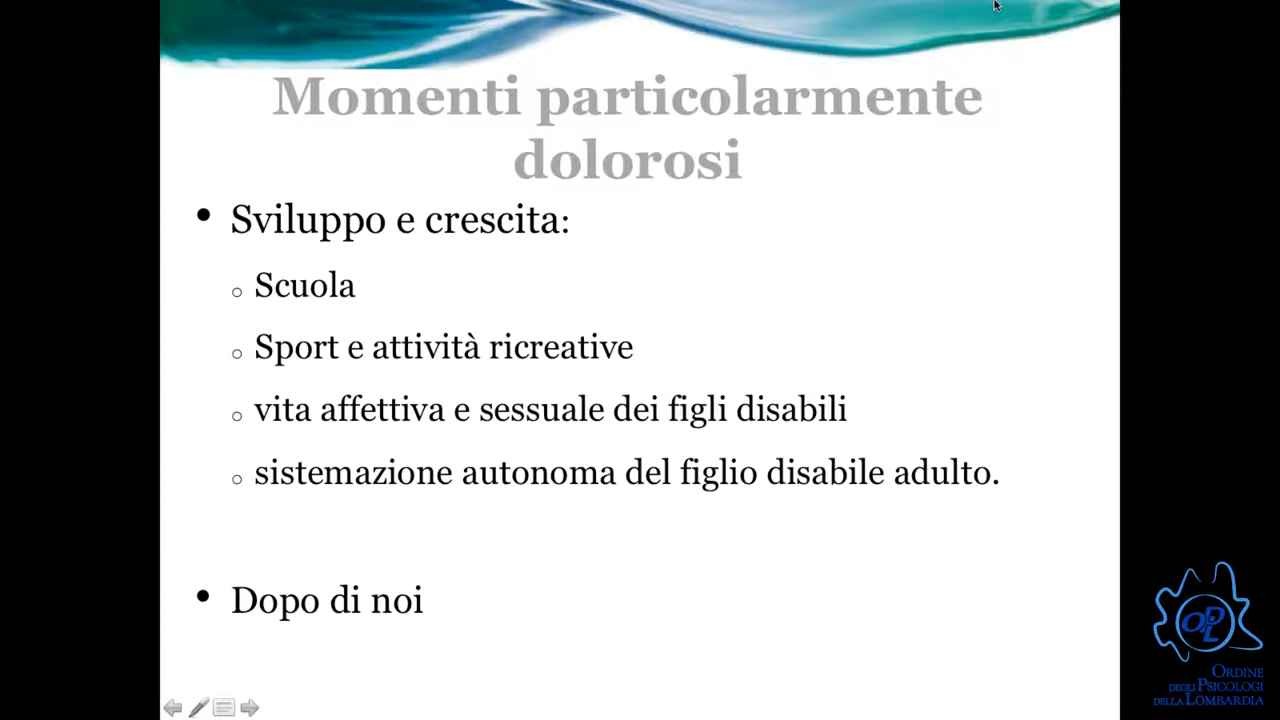 Momenti particolarmente
dolorosi
• Sviluppo e crescita:
o Scuola
o Sport e attività ricreative
o vita affettiva e sessuale dei figli disabili
o sistemazione autonoma del figlio disabile adulto.
• Dopo di noi
OPL
ORDINE
DEGLI PSICOLOGI
DELLA LOMBARDIA